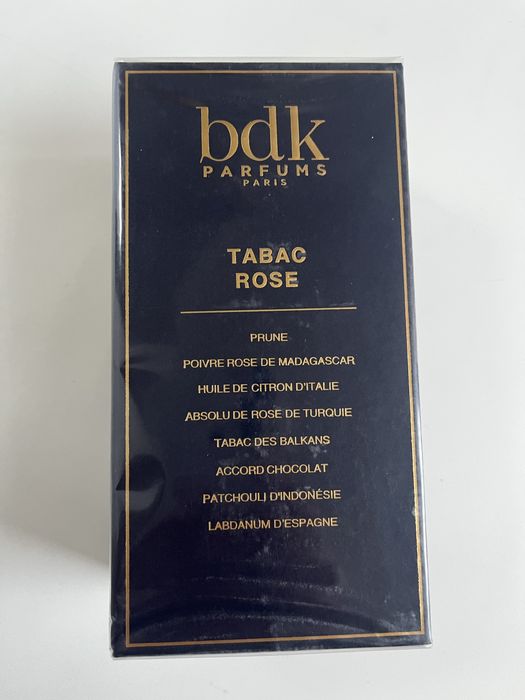 bdk
PARFUMS
PARIS
TABAC
ROSE
PRUNE
POIVRE ROSE DE MADAGASCAR
HUILE DE CITRON D'ITALIE
ABSOLU DE ROSE DE TURQUIE
TABAC DES BALKANS
ACCORD CHOCOLAT
PATCHOULI D'INDONÉSIE
LABDANUM D'ESPAGNE